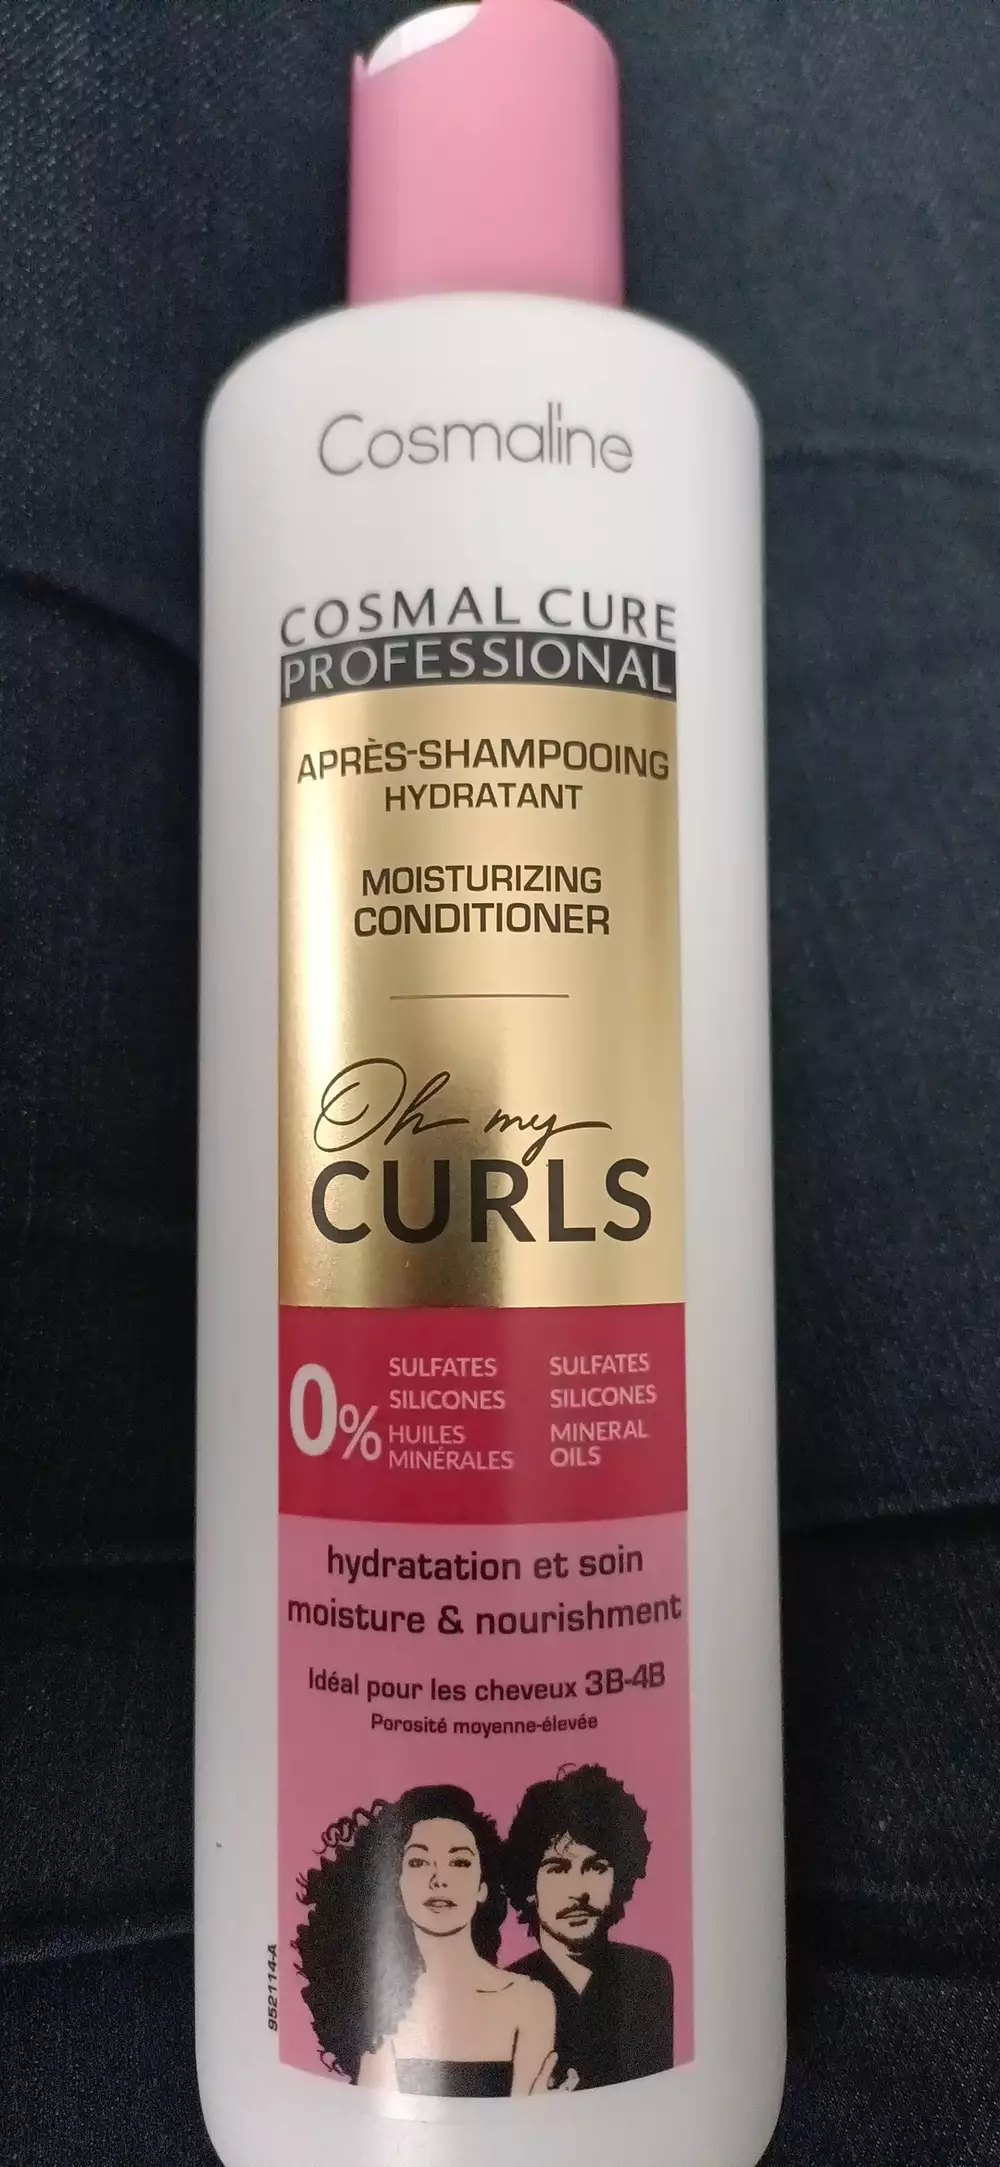 Cosmaline
COSMAL CURE
PROFESSIONAL
APRÈS-SHAMPOOING
HYDRATANT
MOISTURIZING
CONDITIONER
Oh my
CURLS
0%
SULFATES
SILICONES
HUILES
MINÉRALES
SULFATES
SILICONES
MINERAL
OILS
hydratation et soin
moisture & nourishment
Idéal pour les cheveux 3B-4B
Porosité moyenne-élevée
952114-A